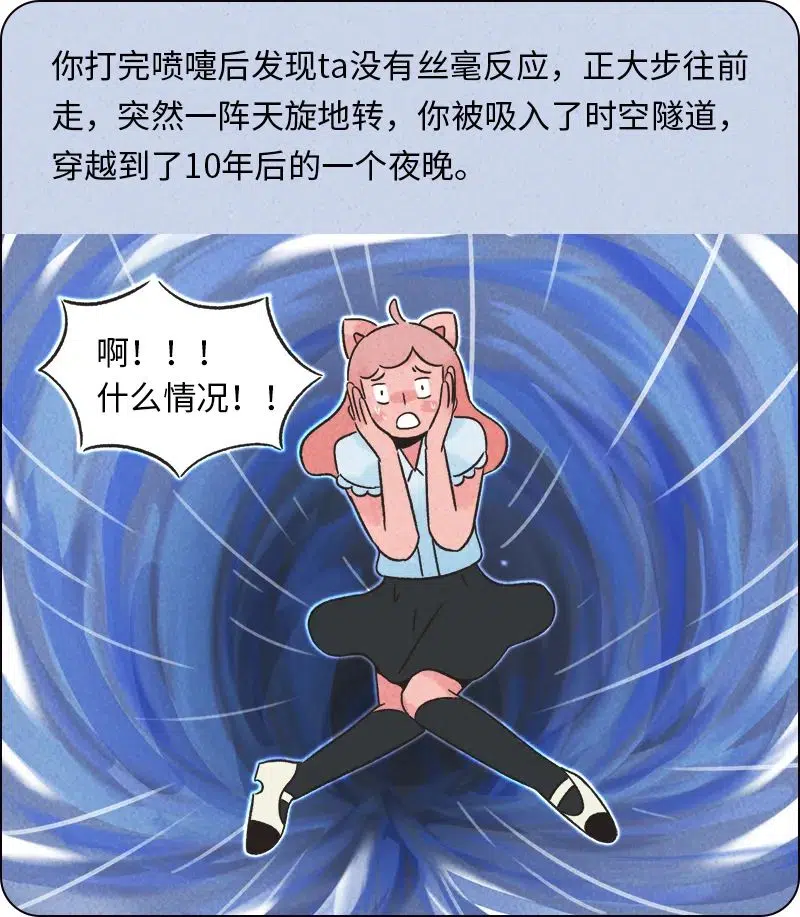 你打完喷嚏后发现ta没有丝毫反应，正大步往前
走，突然一阵天旋地转，你被吸入了时空隧道，
穿越到了10年后的一个夜晚。
啊！！！
什么情况！！